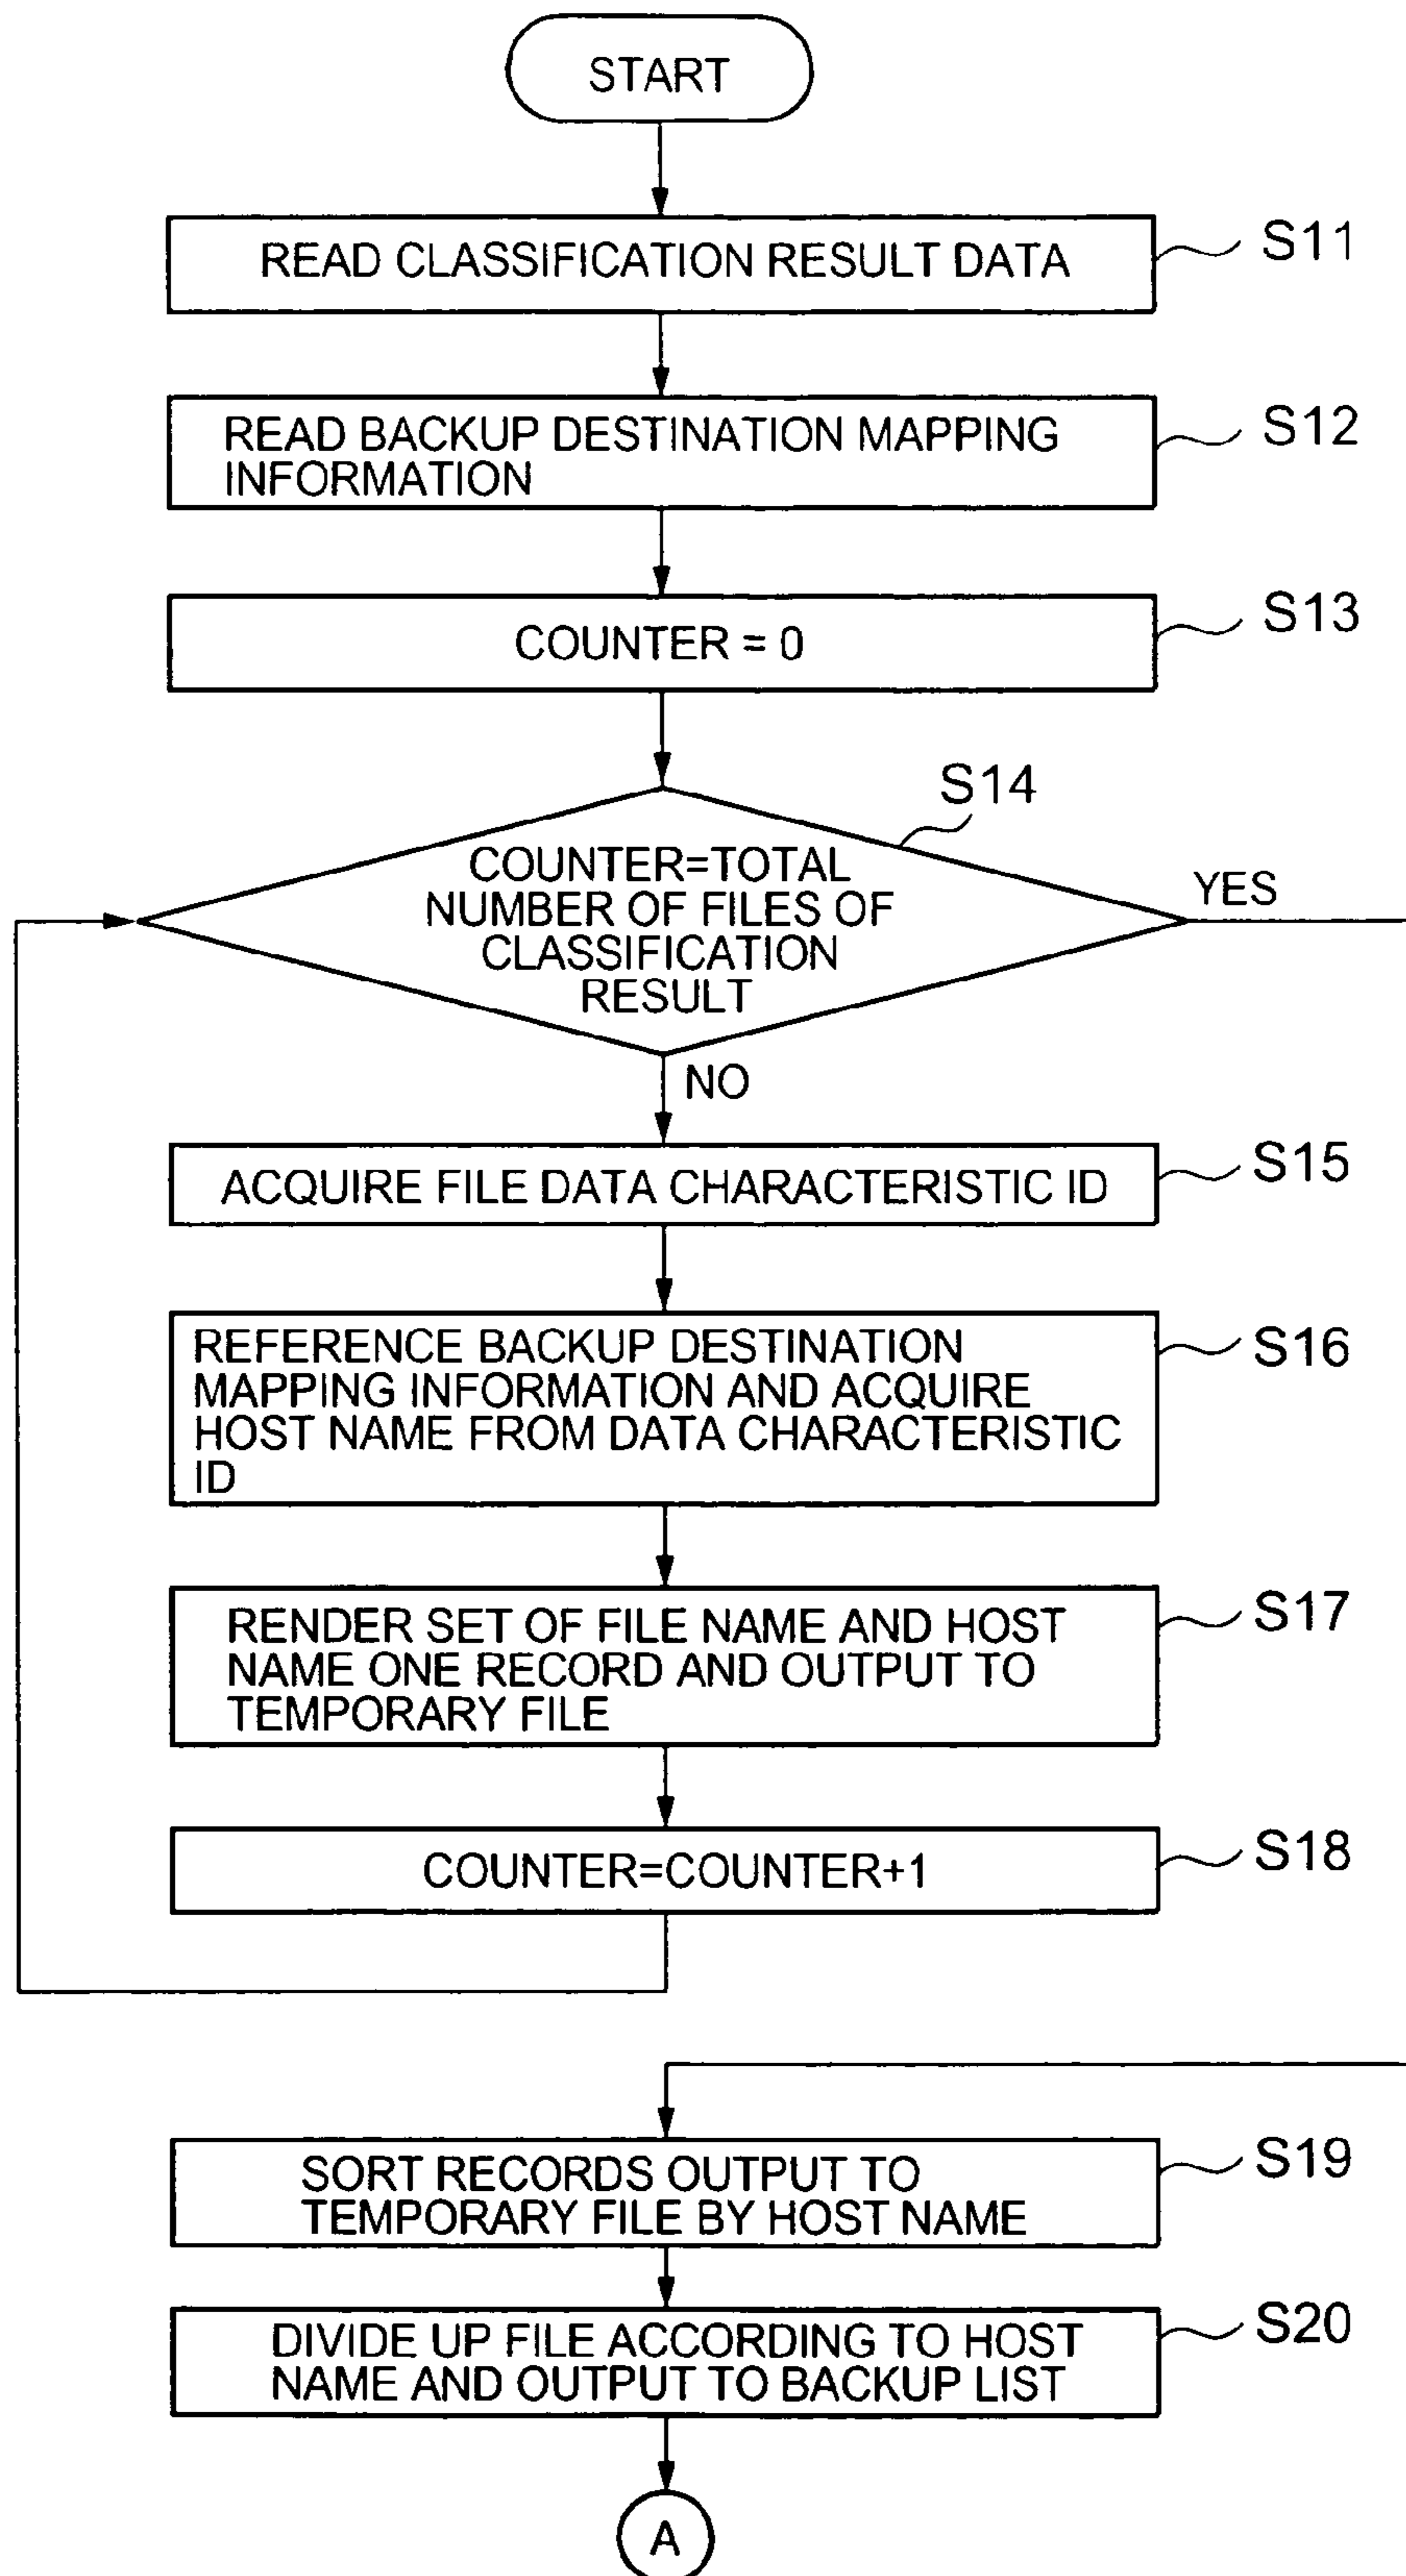 START
READ CLASSIFICATION RESULT DATA
S11
READ BACKUP DESTINATION MAPPING
INFORMATION
S12
COUNTER = 0
S13
S14
COUNTER=TOTAL
NUMBER OF FILES OF
CLASSIFICATION
RESULT
YES
NO
ACQUIRE FILE DATA CHARACTERISTIC ID
S15
REFERENCE BACKUP DESTINATION
MAPPING INFORMATION AND ACQUIRE
HOST NAME FROM DATA CHARACTERISTIC
ID
S16
RENDER SET OF FILE NAME AND HOST
NAME ONE RECORD AND OUTPUT TO
TEMPORARY FILE
S17
COUNTER=COUNTER+1
S18
SORT RECORDS OUTPUT TO
TEMPORARY FILE BY HOST NAME
S19
DIVIDE UP FILE ACCORDING TO HOST
NAME AND OUTPUT TO BACKUP LIST
S20
A